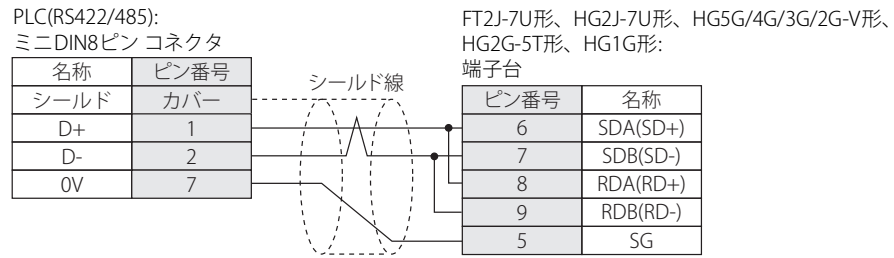 PLC(RS422/485):
ミニDIN8ピン コネクタ
名称 ピン番号
シールド カバー
D+ 1
D- 2
0V 7
シールド線
FT2J-7U形、HG2J-7U形、HG5G/4G/3G/2G-V形、
HG2G-5T形、HG1G形:
端子台
ピン番号 名称
6 SDA(SD+)
7 SDB(SD-)
8 RDA(RD+)
9 RDB(RD-)
5 SG